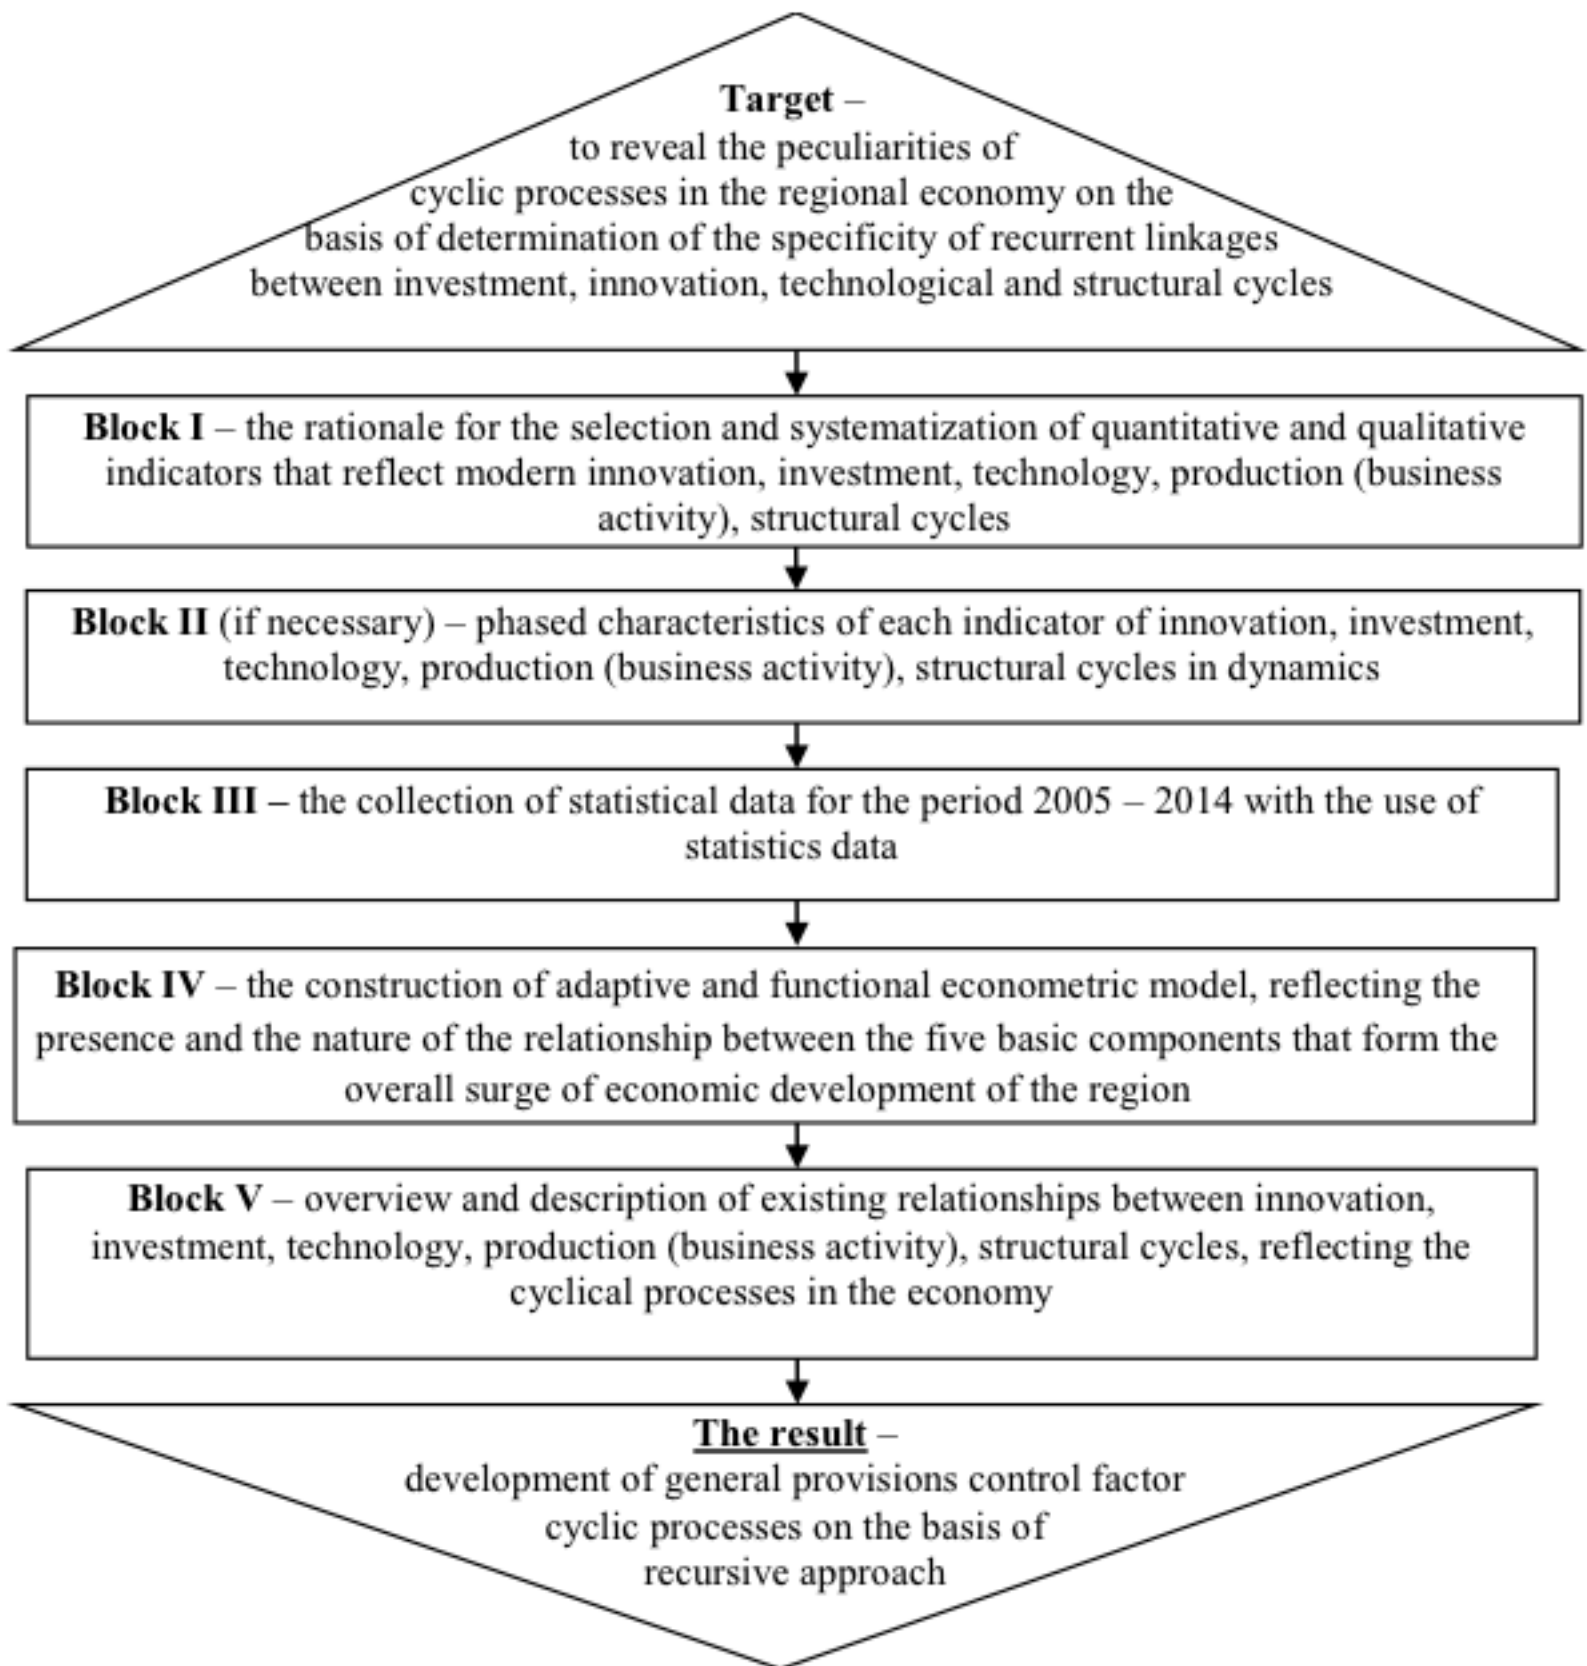 Target –
to reveal the peculiarities of
cyclic processes in the regional economy on the
basis of determination of the specificity of recurrent linkages
between investment, innovation, technological and structural cycles
Block I – the rationale for the selection and systematization of quantitative and qualitative
indicators that reflect modern innovation, investment, technology, production (business
activity), structural cycles
Block II (if necessary) – phased characteristics of each indicator of innovation, investment,
technology, production (business activity), structural cycles in dynamics
Block III – the collection of statistical data for the period 2005 – 2014 with the use of
statistics data
Block IV – the construction of adaptive and functional econometric model, reflecting the
presence and the nature of the relationship between the five basic components that form the
overall surge of economic development of the region
Block V – overview and description of existing relationships between innovation,
investment, technology, production (business activity), structural cycles, reflecting the
cyclical processes in the economy
The result –
development of general provisions control factor
cyclic processes on the basis of
recursive approach